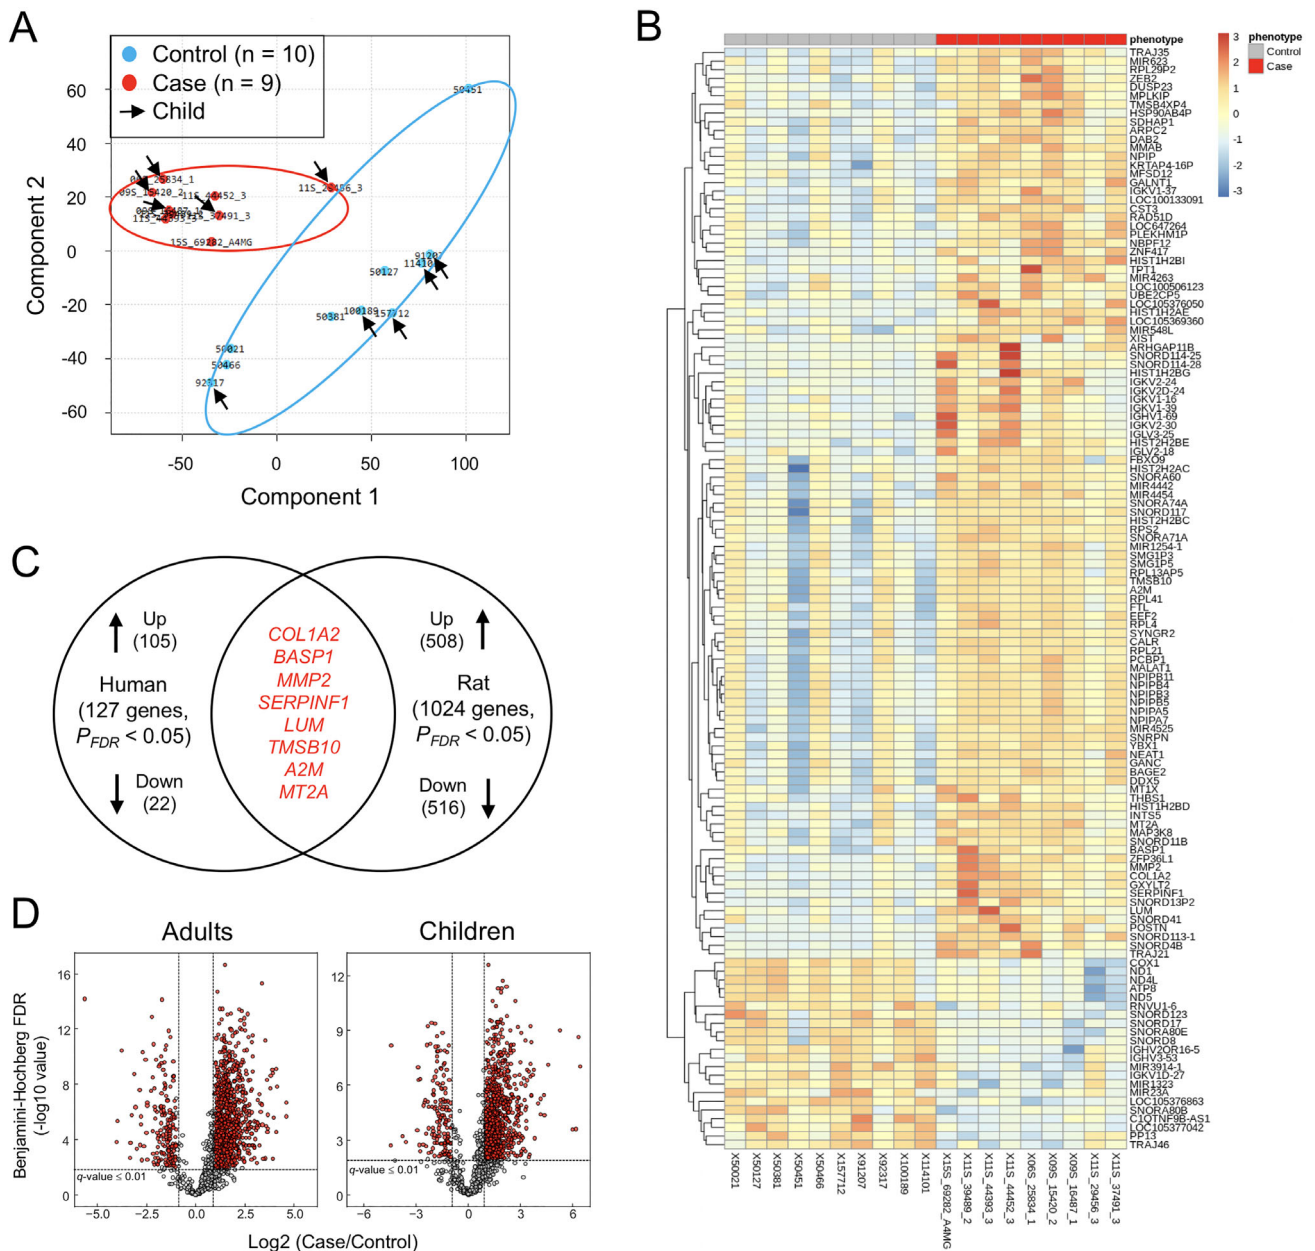 A
Control (n = 10)
Case (n = 9)
Child
Component 2
60
40
20
0
-20
-40
-60
50451
11S_29456_3
09S_15420_2
11S_44452_3
15S_69282_A4MG
50127
91207
114101
50381
100189
157712
50021
50466
92317
-50
0
50
100
Component 1
B
phenotype
3
2
1
0
-1
-2
-3
phenotype
Control
Case
TRAJ35
MIR623
RPL29P2
ZEB2
DUSP23
MPLKIP
TMSB4XP4
HSP90AB4P
SDHAP1
ARPC2
DAB2
MMAB
NPIP
KRTAP4-16P
MFSD12
GALNT1
IGKV1-37
LOC100133091
CST3
RAD51D
LOC647264
PLEKHM1P
NBPF12
ZNF417
HIST1H2BI
TPT1
MIR4263
LOC100506123
UBE2CP5
LOC105376050
HIST1H2AE
LOC105369360
MIR548L
XIST
ARHGAP11B
SNORD114-25
SNORD114-28
HIST1H2BG
IGKV2-24
IGKV2D-24
IGKV1-16
IGKV1-39
IGHV1-69
IGKV2-30
IGLV3-25
HIST2H2BE
IGLV2-18
FBXO9
HIST2H2AC
SNORA60
MIR4442
MIR4454
SNORA74A
SNORD117
HIST2H2BC
RPS2
SNORA71A
MIR1254-1
SMG1P3
SMG1P5
RPL13AP5
TMSB10
A2M
RPL41
FTL
EEF2
RPL4
SYNGR2
CALR
RPL21
PCBP1
MALAT1
NPIPB11
NPIPB4
NPIPB3
NPIPB5
NPIPA5
NPIPA7
MIR4525
SNRPN
YBX1
NEAT1
GANC
BAGE2
DDX5
MT1X
THBS1
HIST1H2BD
INTS5
MT2A
MAP3K8
SNORD11B
BASP1
ZFP36L1
MMP2
COL1A2
GXYLT2
SERPINF1
SNORD13P2
LUM
SNORD41
POSTN
SNORD113-1
SNORD4B
TRAJ21
COX1
ND1
ND4L
ATP8
ND5
RNVU1-6
SNORD123
SNORD17
SNORA80E
SNORD8
IGHV2OR16-5
IGHV3-53
MIR3914-1
IGKV1D-27
MIR1323
MIR23A
LOC105376863
SNORA80B
C1QTNF9B-AS1
LOC105377042
PP13
TRAJ46
X50021
X50127
X50381
X50451
X50466
X157712
X91207
X92317
X100189
X114101
X15S_69282_A4MG
X11S_39489_2
X11S_44393_3
X11S_44452_3
X06S_25834_1
X09S_15420_2
X09S_16487_1
X11S_29456_3
X11S_37491_3
C
Up
(105)
Human
(127 genes,
PFDR < 0.05)
Down
(22)
COL1A2
BASP1
MMP2
SERPINF1
LUM
TMSB10
A2M
MT2A
Up
(508)
Rat
(1024 genes,
PFDR < 0.05)
Down
(516)
D
Adults
Children
Benjamini-Hochberg FDR
(-log10 value)
16
12
8
4
0
q-value ≤ 0.01
-5.0
-2.5
0.0
2.5
5.0
12
9
6
3
0
q-value ≤ 0.01
-6
-3
0
3
6
Log2 (Case/Control)